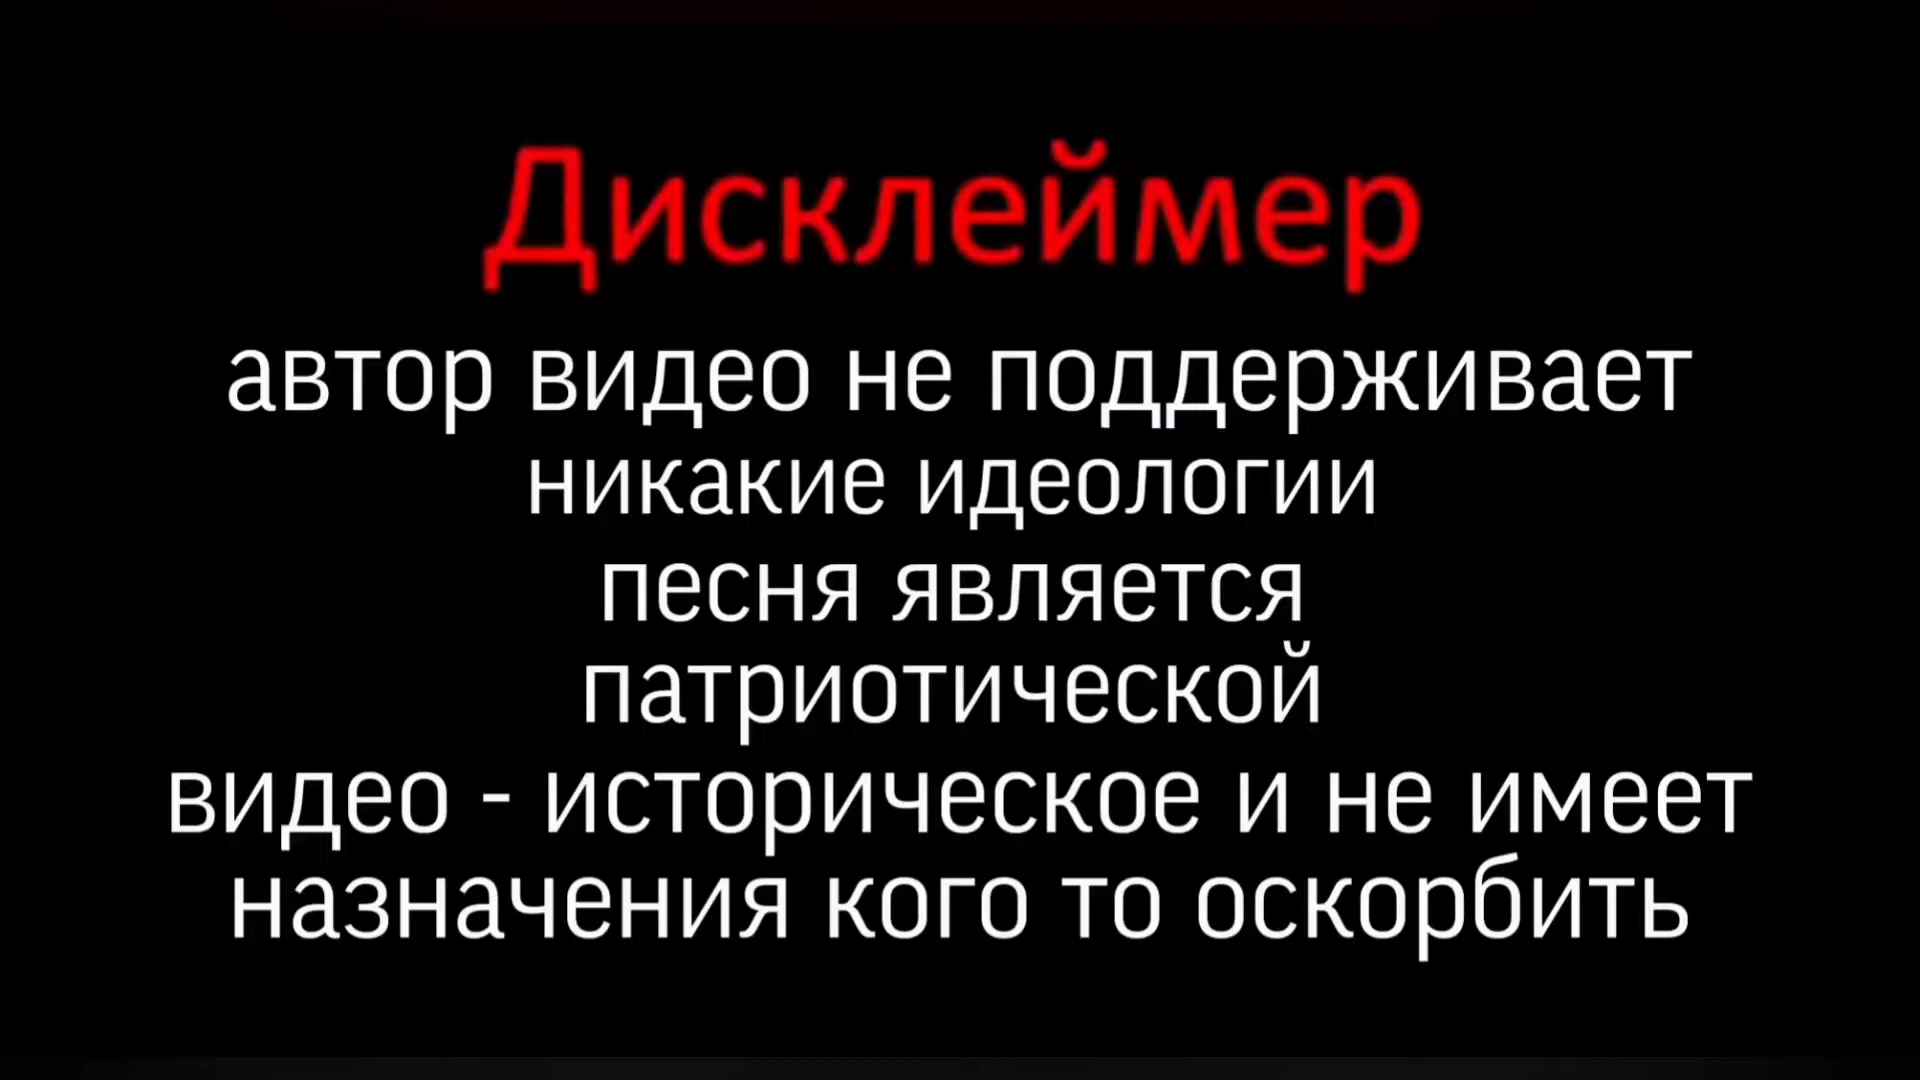 Дисклеймер
автор видео не поддерживает
никакие идеологии
песня является
патриотической
видео - историческое и не имеет
назначения кого то оскорбить